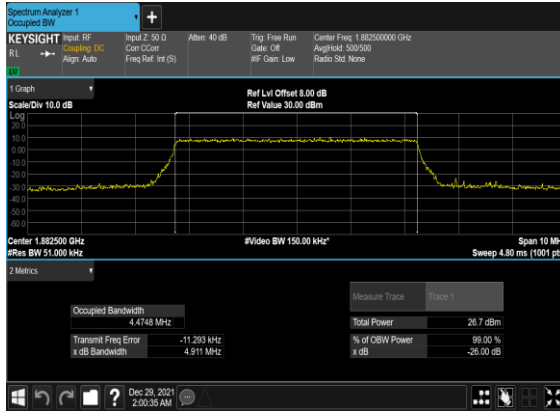 Spectrum Analyzer 1
Occupied BW
KEYSIGHT
RL
LXI
Input: RF
Coupling: DC
Align: Auto
Input Z: 50 Ω
Corr CCorr
Freq Ref: Int (S)
Atten: 40 dB
Trig: Free Run
Gate: Off
#IF Gain: Low
Center Freq: 1.882500000 GHz
Avg|Hold: 500/500
Radio Std: None
1 Graph
Scale/Div 10.0 dB
Ref Lvl Offset 8.00 dB
Ref Value 30.00 dBm
Log
20.0
10.0
0.00
-10.0
-20.0
-30.0
-40.0
-50.0
-60.0
Center 1.882500 GHz
#Res BW 51.000 kHz
#Video BW 150.00 kHz*
Span 10 MH
Sweep 4.80 ms (1001 pt
2 Metrics
Measure Trace
Trace 1
Occupied Bandwidth
4.4748 MHz
Total Power
26.7 dBm
Transmit Freq Error
-11.293 kHz
% of OBW Power
99.00 %
x dB Bandwidth
4.911 MHz
x dB
-26.00 dB
?
Dec 29, 2021
2:00:35 AM